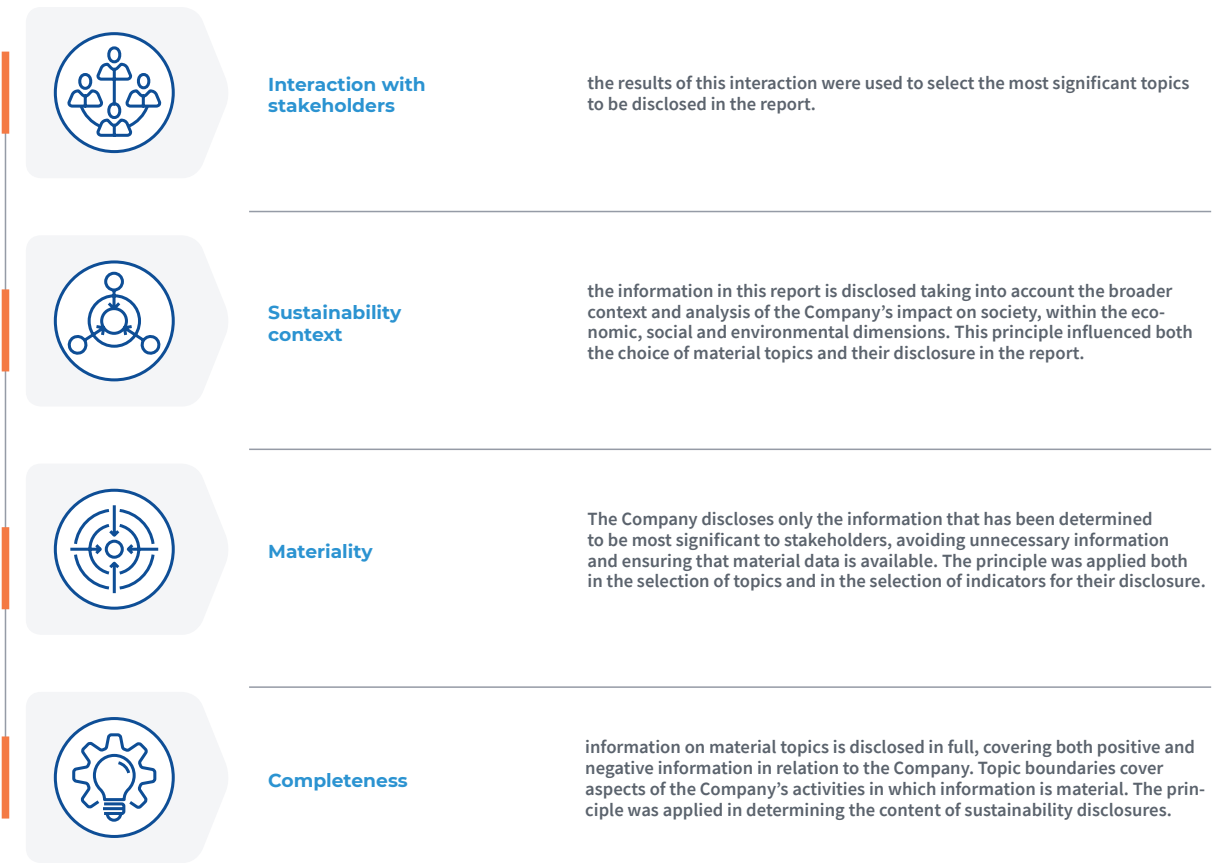 Interaction with
stakeholders
the results of this interaction were used to select the most significant topics
to be disclosed in the report.
Sustainability
context
the information in this report is disclosed taking into account the broader
context and analysis of the Company’s impact on society, within the eco-
nomic, social and environmental dimensions. This principle influenced both
the choice of material topics and their disclosure in the report.
Materiality
The Company discloses only the information that has been determined
to be most significant to stakeholders, avoiding unnecessary information
and ensuring that material data is available. The principle was applied both
in the selection of topics and in the selection of indicators for their disclosure.
Completeness
information on material topics is disclosed in full, covering both positive and
negative information in relation to the Company. Topic boundaries cover
aspects of the Company’s activities in which information is material. The prin-
ciple was applied in determining the content of sustainability disclosures.